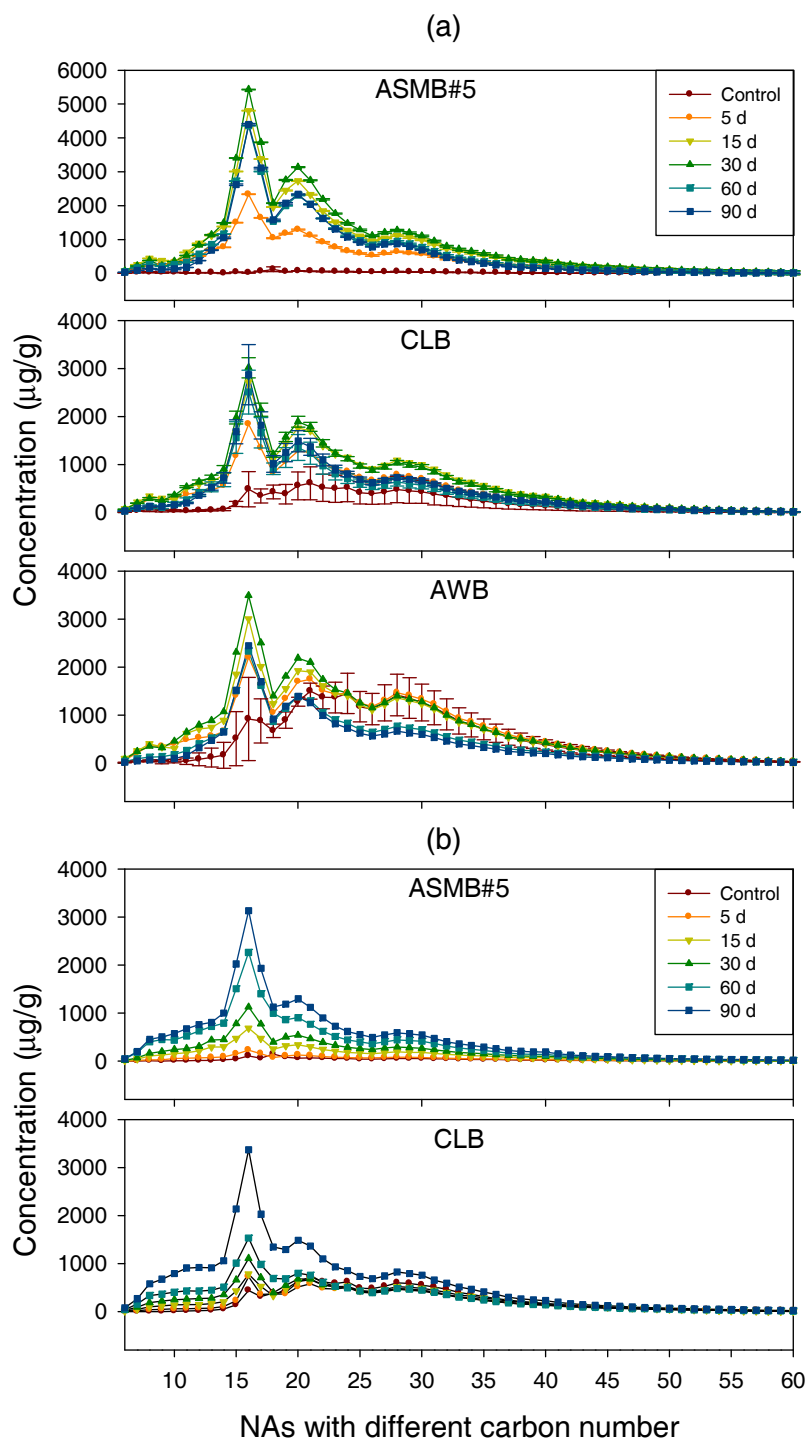 (a)
ASMB#5
Control
5 d
15 d
30 d
60 d
90 d
6000
5000
4000
3000
2000
1000
0
CLB
4000
3000
2000
1000
0
Concentration (µg/g)
AWB
4000
3000
2000
1000
0
(b)
ASMB#5
Control
5 d
15 d
30 d
60 d
90 d
4000
3000
2000
1000
0
Concentration (µg/g)
CLB
4000
3000
2000
1000
0
10 15 20 25 30 35 40 45 50 55 60
NAs with different carbon number